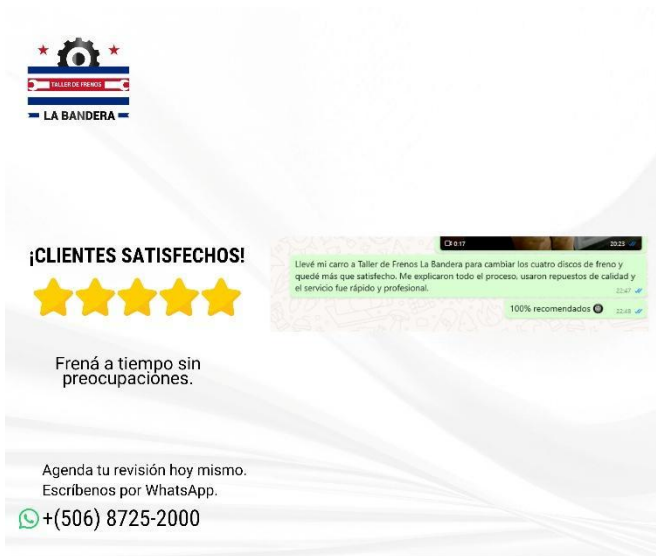 TALLER DE FRENOS
LA BANDERA
¡CLIENTES SATISFECHOS!
Frená a tiempo sin
preocupaciones.
0:17
20:23
Llevé mi carro a Taller de Frenos La Bandera para cambiar los cuatro discos de freno y
quedé más que satisfecho. Me explicaron todo el proceso, usaron repuestos de calidad y
el servicio fue rápido y profesional.
22:47
100% recomendados
22:48
Agenda tu revisión hoy mismo.
Escríbenos por WhatsApp.
+(506) 8725-2000